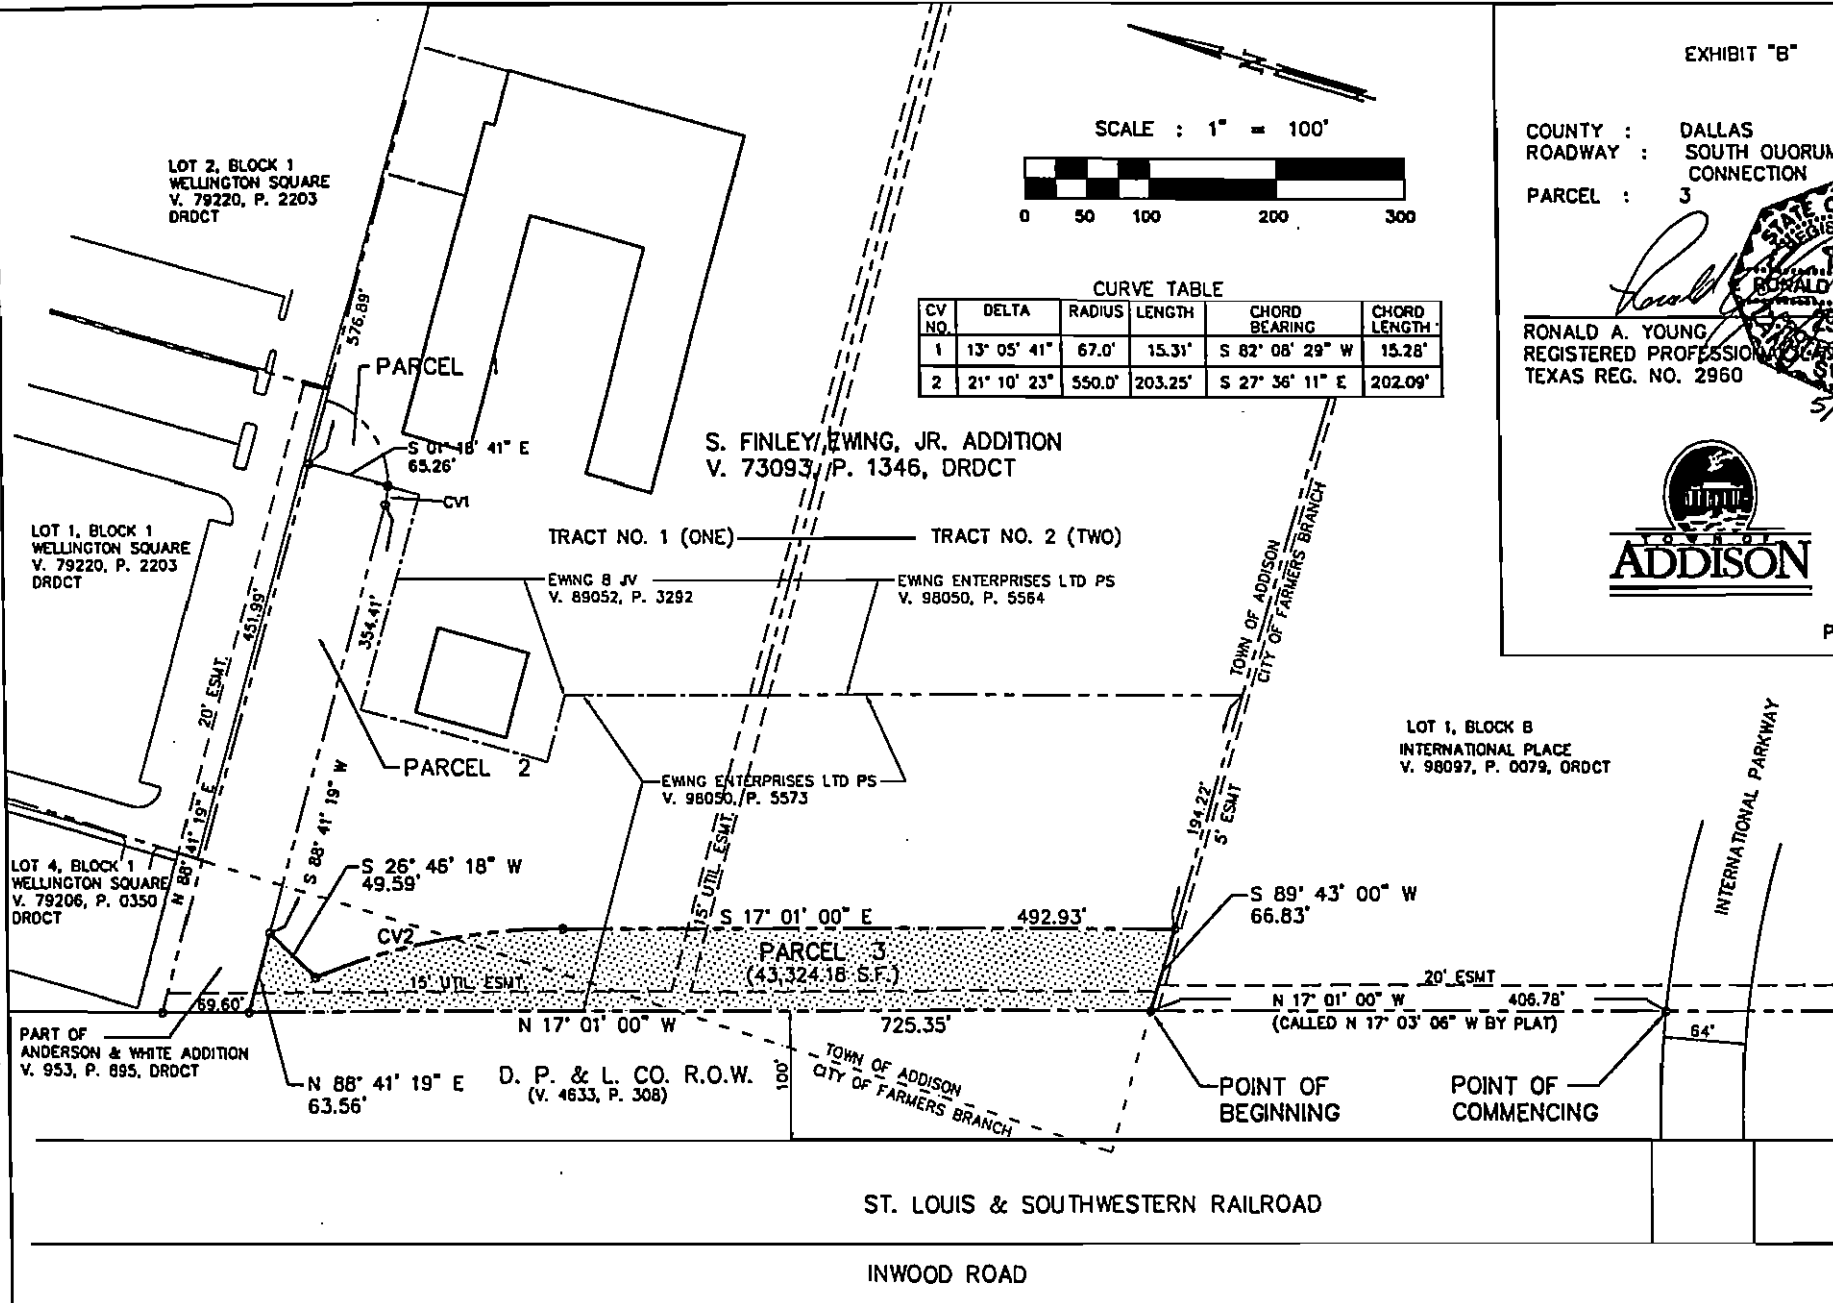 EXHIBIT "B"
COUNTY : DALLAS
ROADWAY : SOUTH QUORUM
CONNECTION
PARCEL : 3
STATE
RONALD
RONALD A. YOUNG
REGISTERED PROFESSIONAL
TEXAS REG. NO. 2960
TOWN OF
ADDISON
P
N
SCALE : 1" = 100'
0 50 100 200 300
CURVE TABLE
CV NO. DELTA RADIUS LENGTH CHORD BEARING CHORD LENGTH
1 13° 05' 41" 67.0' 15.31' S 82° 08' 29" W 15.28'
2 21° 10' 23" 550.0' 203.25' S 27° 36' 11" E 202.09'
LOT 2, BLOCK 1
WELLINGTON SQUARE
V. 79220, P. 2203
DRDCT
576.89'
PARCEL 1
S 01° 18' 41" E
65.26'
CV1
S. FINLEY EWING, JR. ADDITION
V. 73093, P. 1346, DRDCT
LOT 1, BLOCK 1
WELLINGTON SQUARE
V. 79220, P. 2203
DRDCT
TRACT NO. 1 (ONE)
TRACT NO. 2 (TWO)
EWING 8 JV
V. 89052, P. 3292
EWING ENTERPRISES LTD PS
V. 98050, P. 5564
451.99'
354.41'
20' ESMT.
TOWN OF ADDISON
CITY OF FARMERS BRANCH
PARCEL 2
EWING ENTERPRISES LTD PS
V. 98050, P. 5573
LOT 1, BLOCK B
INTERNATIONAL PLACE
V. 98097, P. 0079, ORDCT
INTERNATIONAL PARKWAY
N 88° 41' 19" E
S 88° 41' 19" W
15' UTIL. ESMT.
194.22'
5' ESMT
LOT 4, BLOCK 1
WELLINGTON SQUARE
V. 79206, P. 0350
DRDCT
S 26° 46' 18" W
49.59'
S 89° 43' 00" W
66.83'
CV2
S 17° 01' 00" E 492.93'
PARCEL 3
(43,324.18 S.F.)
15' UTIL. ESMT.
20' ESMT
69.60'
N 17° 01' 00" W 406.78'
(CALLED N 17° 03' 06" W BY PLAT)
64'
N 17° 01' 00" W 725.35'
PART OF
ANDERSON & WHITE ADDITION
V. 953, P. 695, DRDCT
N 88° 41' 19" E
63.56'
D. P. & L. CO. R.O.W.
(V. 4633, P. 308)
100'
TOWN OF ADDISON
CITY OF FARMERS BRANCH
POINT OF
BEGINNING
POINT OF
COMMENCING
ST. LOUIS & SOUTHWESTERN RAILROAD
INWOOD ROAD